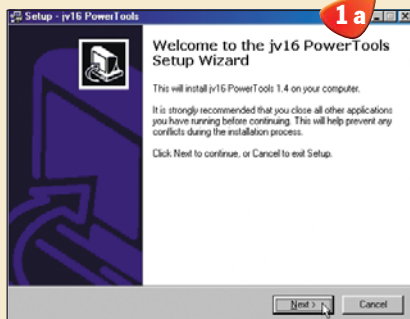 Setup - jv16 PowerTools
1a
Welcome to the jv16 PowerTools
Setup Wizard
This will install jv16 PowerTools 1.4 on your computer.
It is strongly recommended that you close all other applications
you have running before continuing. This will help prevent any
conflicts during the installation process.
Click Next to continue, or Cancel to exit Setup.
Next >
Cancel